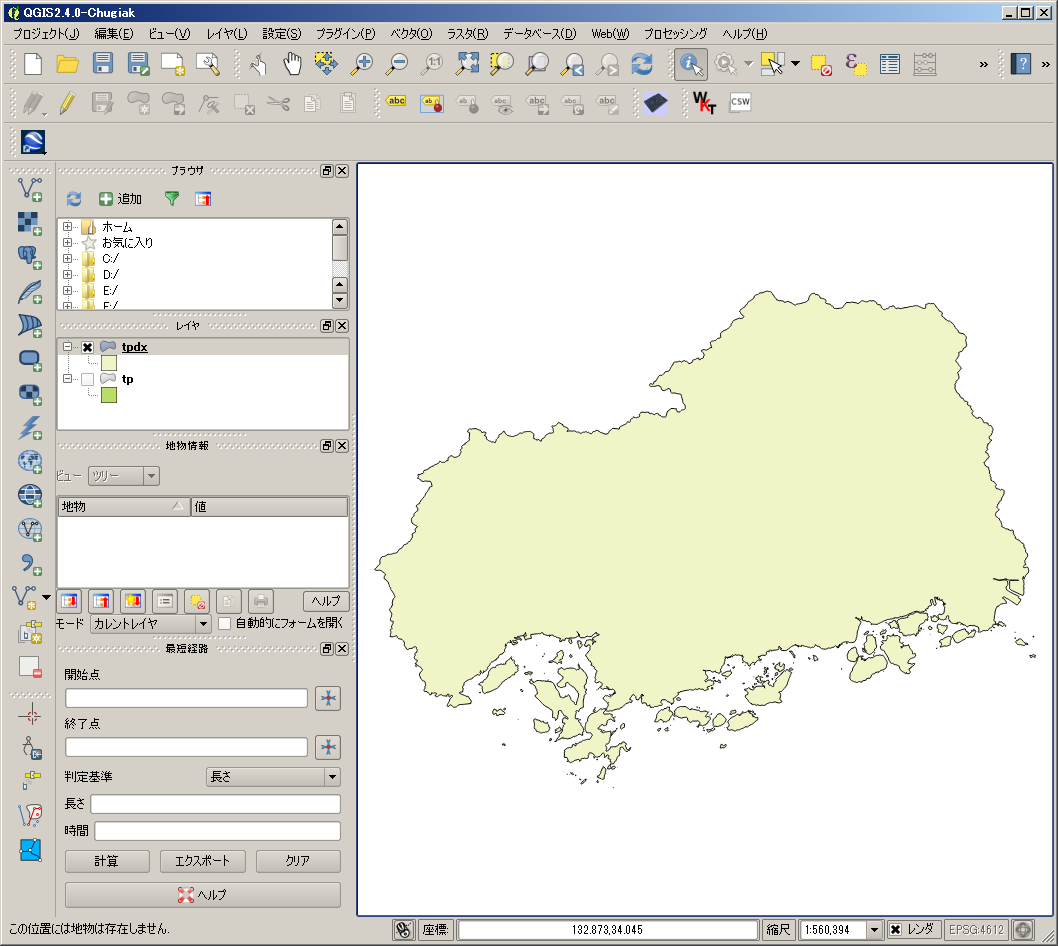 QGIS2.4.0-Chugiak
プロジェクト(J) 編集(E) ビュー(V) レイヤ(L) 設定(S) プラグイン(P) ベクタ(O) ラスタ(R) データベース(D) Web(W) プロセッシング ヘルプ(H)
1:1
ε
»
?
»
abc
ab
ab
abc
abc
abc
abc
WKT
CSW
ブラウザ
追加
ホーム
お気に入り
C:/
D:/
E:/
F:/
レイヤ
tpdx
tp
地物情報
ビュー ツリー
地物 値
ヘルプ
モード カレントレイヤ 自動的にフォームを開く
最短経路
開始点
終了点
判定基準 長さ
長さ
時間
計算 エクスポート クリア
ヘルプ
この位置には地物は存在しません. 座標: 132.873,34.045 縮尺 1:560,394 レンダ EPSG:4612